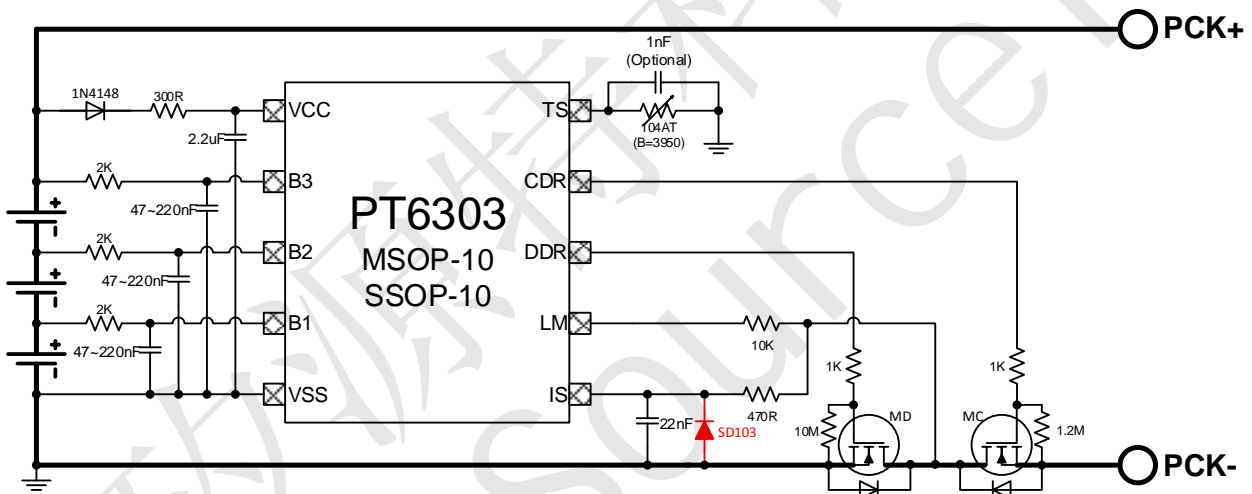 PCK+
1nF
(Optional)
1N4148
300R
VCC
TS
2.2uF
104AT
(B=3950)
2K
B3
CDR
47~220nF
PT6303
MSOP-10
SSOP-10
2K
B2
DDR
47~220nF
2K
B1
LM
10K
47~220nF
1K
1K
VSS
IS
22nF
SD103
470R
10M
MD
MC
1.2M
PCK-
+
+
+
source